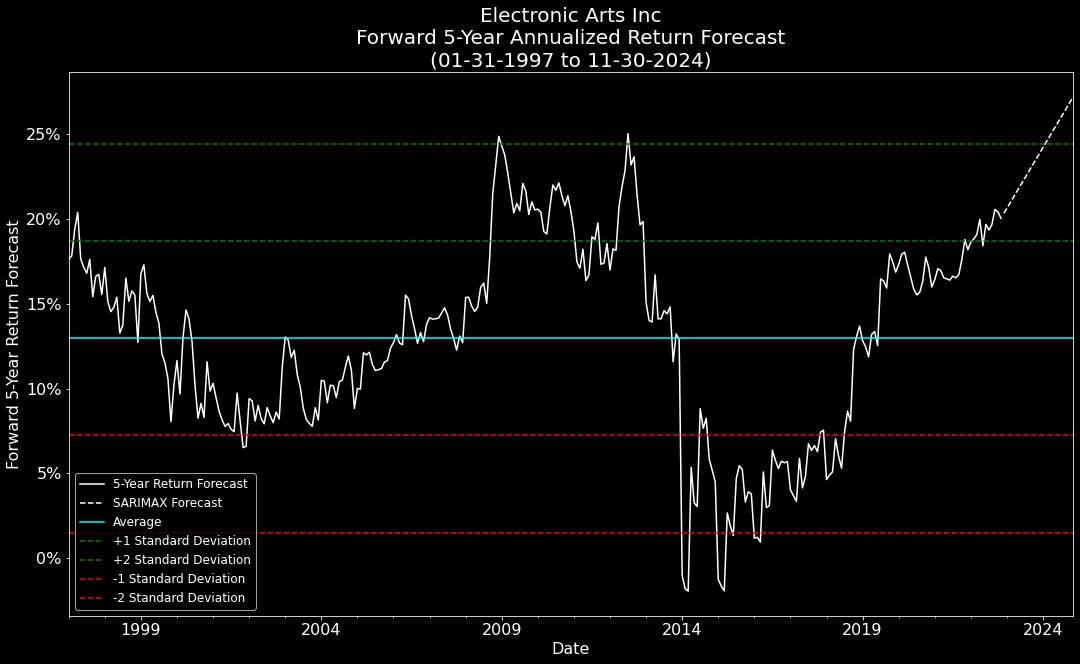 Electronic Arts Inc
Forward 5-Year Annualized Return Forecast
(01-31-1997 to 11-30-2024)
Forward 5-Year Return Forecast
25%
20%
15%
10%
5%
0%
5-Year Return Forecast
SARIMAX Forecast
Average
+1 Standard Deviation
+2 Standard Deviation
-1 Standard Deviation
-2 Standard Deviation
1999 2004 2009 2014 2019 2024
Date